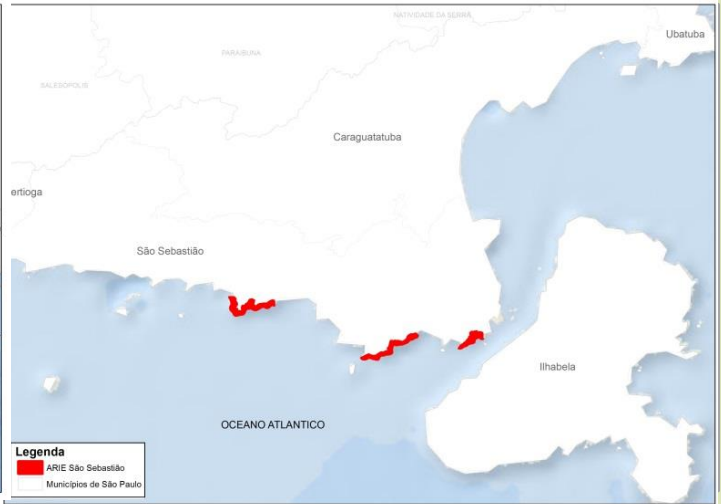 NATIVIDADE DA SERRA
Ubatuba
PARAIBUNA
SALESÓPOLIS
Caraguatatuba
ertioga
São Sebastião
Ilhabela
OCEANO ATLANTICO
Legenda
ARIE São Sebastião
Municípios de São Paulo